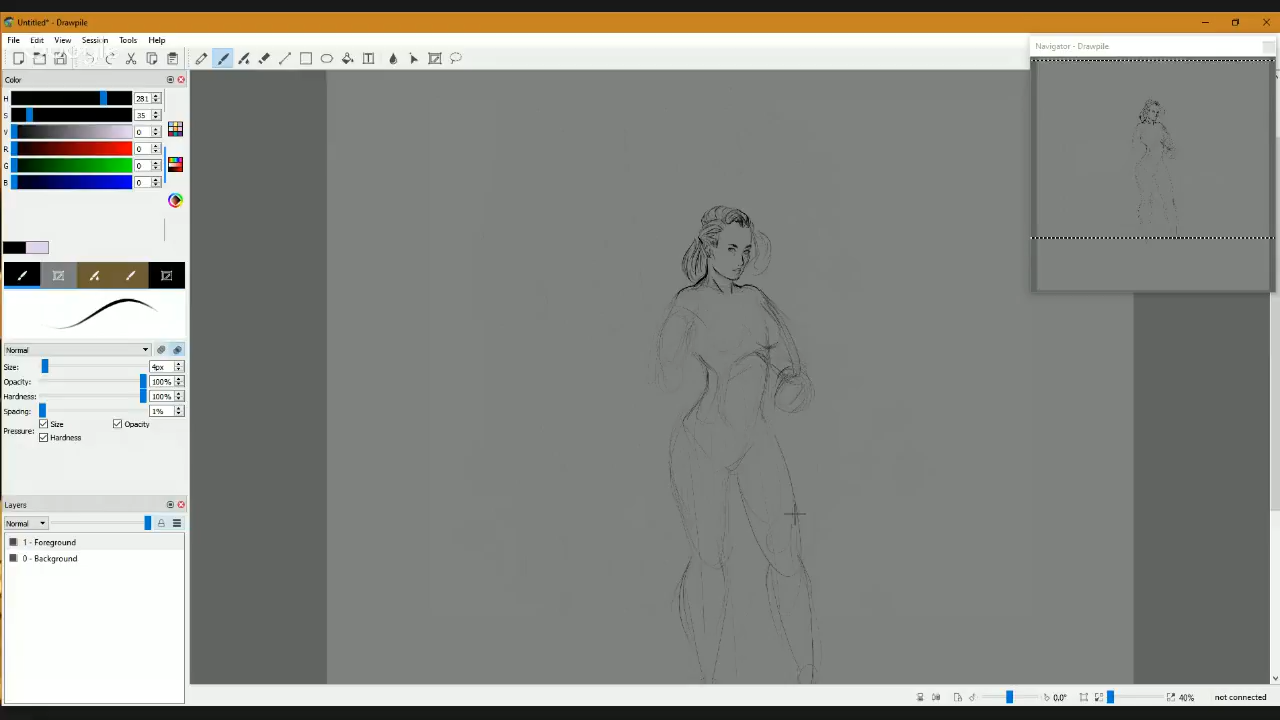 Untitled* - Drawpile
File Edit View Session Tools Help
Navigator - Drawpile
Color
H 281
S 35
V 0
R 0
G 0
B 0
Normal
Size: 4px
Opacity: 100%
Hardness: 100%
Spacing: 1%
Pressure: Size Opacity
Hardness
Layers
Normal
1 - Foreground
0 - Background
0.0° 40% not connected